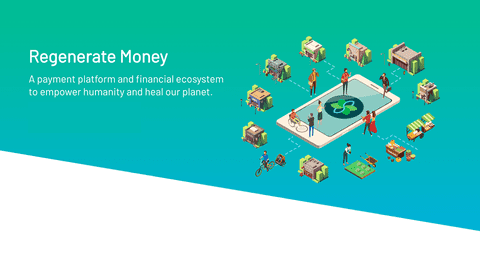 Regenerate Money
A payment platform and financial ecosystem
to empower humanity and heal our planet.